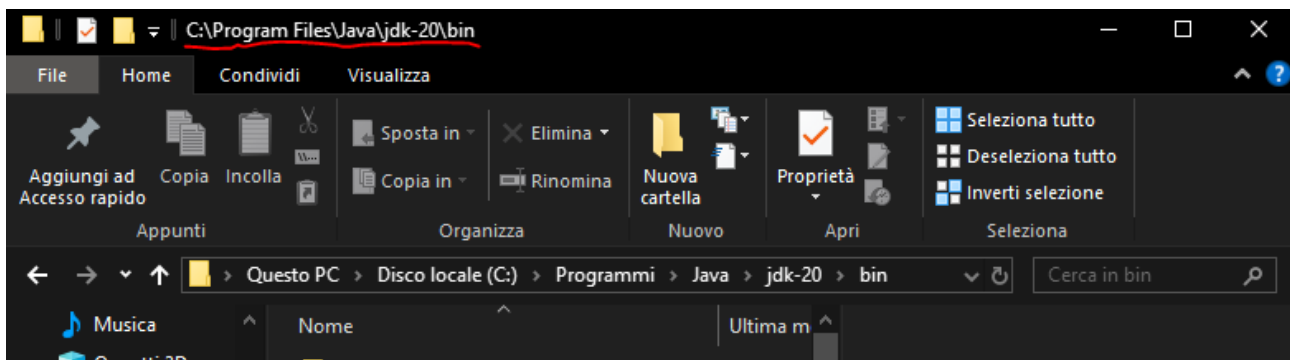 C:\Program Files\Java\jdk-20\bin
File Home Condividi Visualizza
Aggiungi ad Accesso rapido
Copia
Incolla
Sposta in
Copia in
Elimina
Rinomina
Nuova cartella
Proprietà
Seleziona tutto
Deseleziona tutto
Inverti selezione
Appunti Organizza Nuovo Apri Seleziona
Questo PC > Disco locale (C:) > Programmi > Java > jdk-20 > bin
Cerca in bin
Musica
Nome
Ultima m